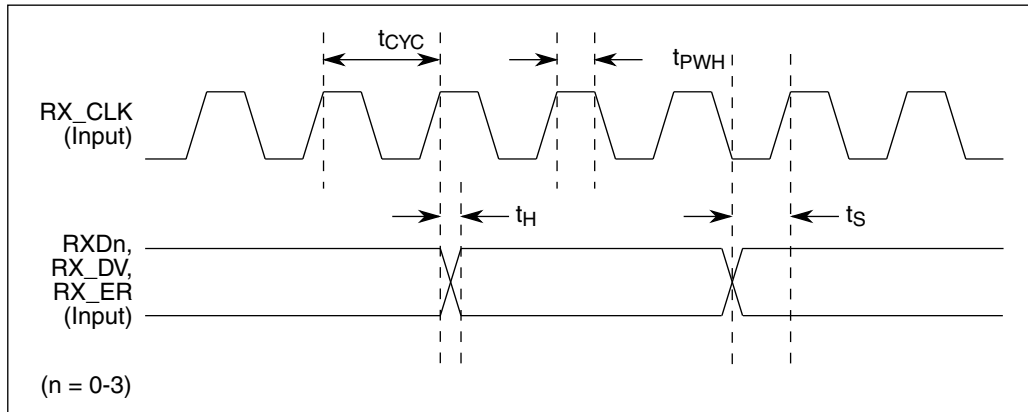 tCYC
tPWH
RX_CLK
(Input)
tH
tS
RXDn,
RX_DV,
RX_ER
(Input)
(n = 0-3)